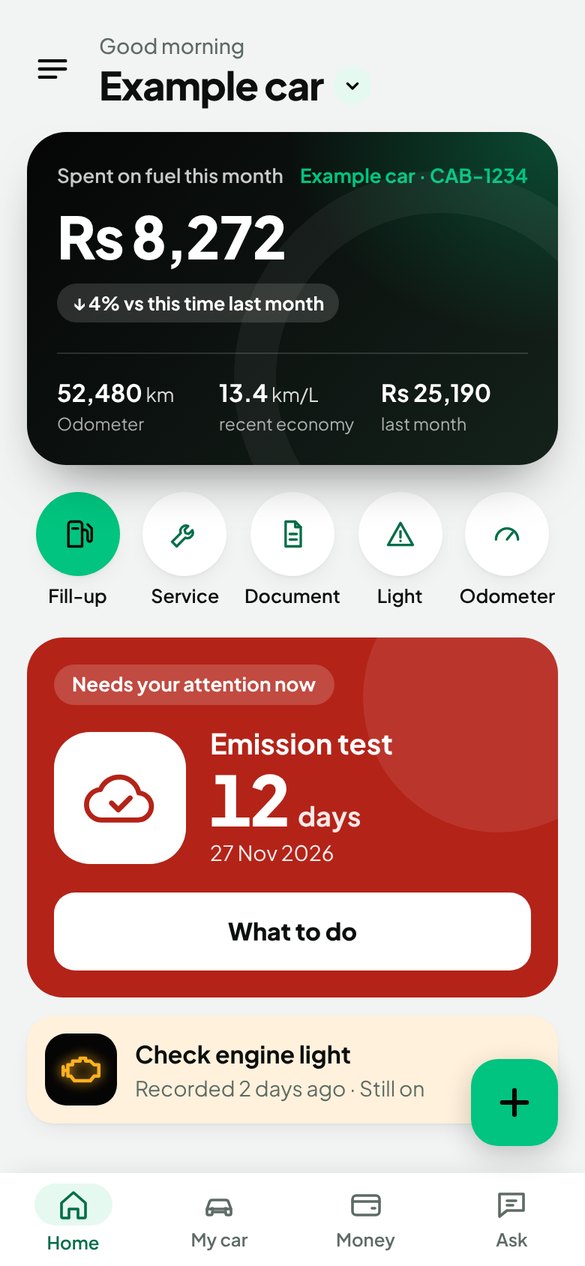 Good morning
Example car
Spent on fuel this month
Example car · CAB-1234
Rs 8,272
↓ 4% vs this time last month
52,480 km
Odometer
13.4 km/L
recent economy
Rs 25,190
last month
Fill-up
Service
Document
Light
Odometer
Needs your attention now
Emission test
12 days
27 Nov 2026
What to do
Check engine light
Recorded 2 days ago · Still on
Home
My car
Money
Ask